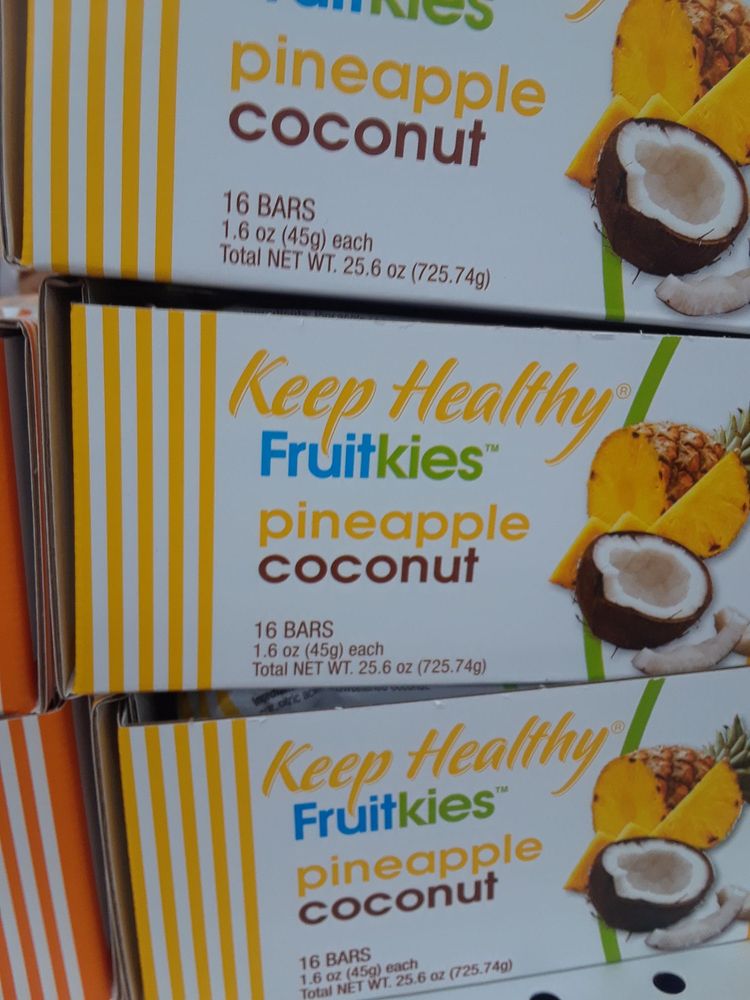 Fruitkies
pineapple
coconut
16 BARS
1.6 oz (45g) each
Total NET WT. 25.6 oz (725.74g)
Keep Healthy®
Fruitkies™
pineapple
coconut
16 BARS
1.6 oz (45g) each
Total NET WT. 25.6 oz (725.74g)
Keep Healthy®
Fruitkies™
pineapple
coconut
16 BARS
1.6 oz (45g) each
Total NET WT. 25.6 oz (725.74g)